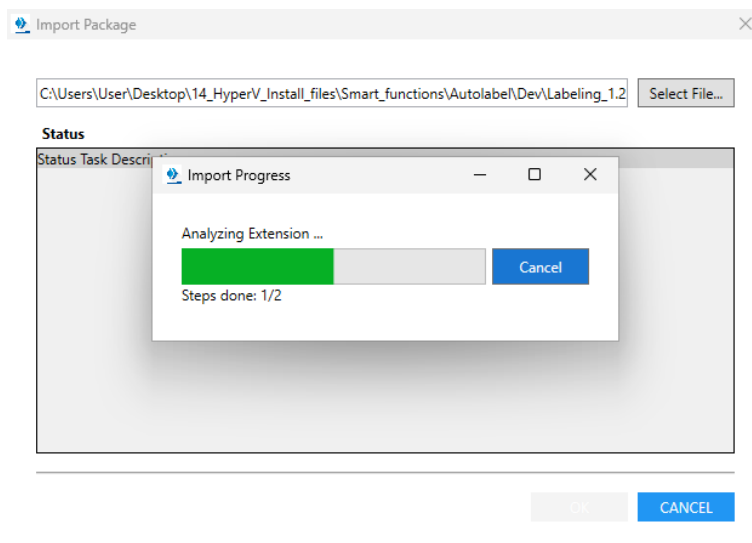 Import Package
C:\Users\User\Desktop\14_HyperV_Install_files\Smart_functions\Autolabel\Dev\Labeling_1.2
Select File...
Status
Status Task
Import Progress
Analyzing Extension ...
Cancel
Steps done: 1/2
OK
CANCEL